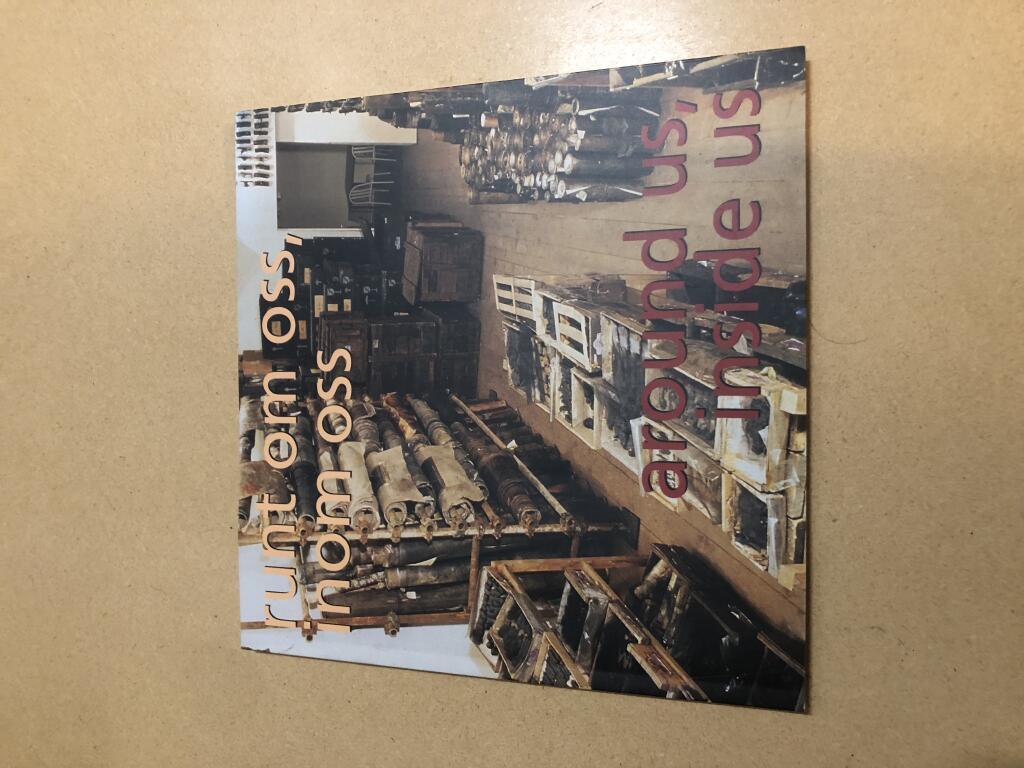 runt om oss,
inom oss
around us,
inside us